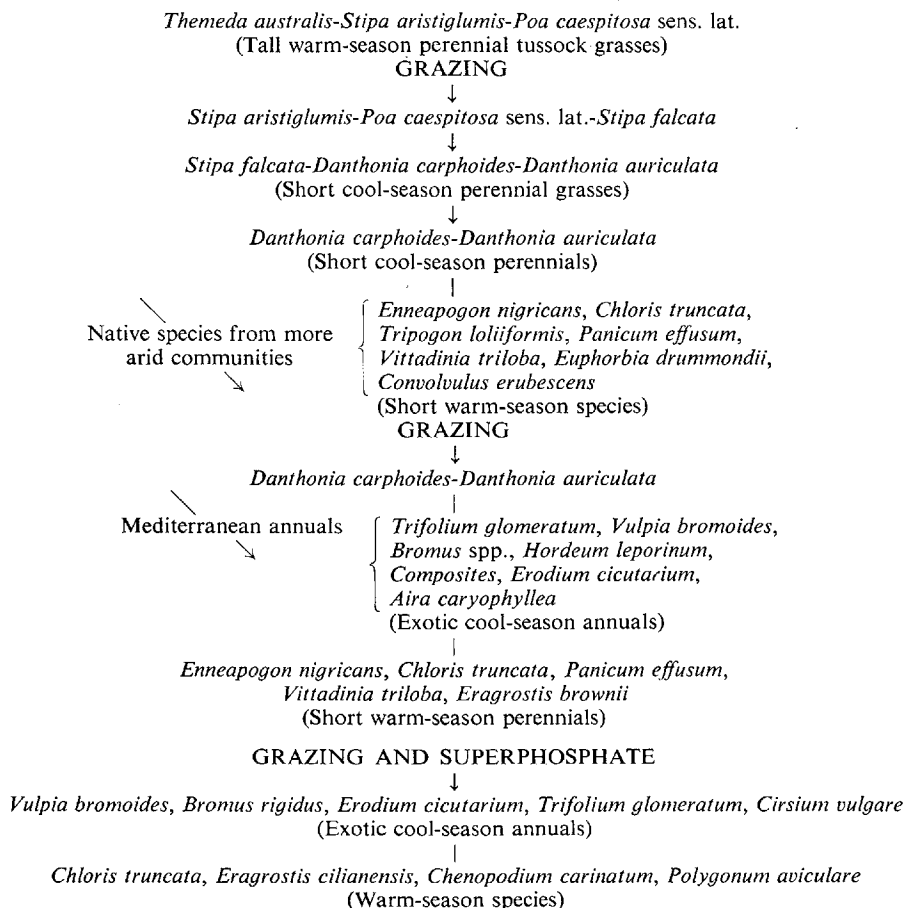 Themeda australis-Stipa aristiglumis-Poa caespitosa sens. lat.
(Tall warm-season perennial tussock grasses)
GRAZING
↓
Stipa aristiglumis-Poa caespitosa sens. lat.-Stipa falcata
↓
Stipa falcata-Danthonia carphoides-Danthonia auriculata
(Short cool-season perennial grasses)
↓
Danthonia carphoides-Danthonia auriculata
(Short cool-season perennials)
Native species from more
arid communities
Enneapogon nigricans, Chloris truncata,
Tripogon loliiformis, Panicum effusum,
Vittadinia triloba, Euphorbia drummondii,
Convolvulus erubescens
(Short warm-season species)
GRAZING
↓
Danthonia carphoides-Danthonia auriculata
Mediterranean annuals
Trifolium glomeratum, Vulpia bromoides,
Bromus spp., Hordeum leporinum,
Composites, Erodium cicutarium,
Aira caryophyllea
(Exotic cool-season annuals)
Enneapogon nigricans, Chloris truncata, Panicum effusum,
Vittadinia triloba, Eragrostis brownii
(Short warm-season perennials)
GRAZING AND SUPERPHOSPHATE
↓
Vulpia bromoides, Bromus rigidus, Erodium cicutarium, Trifolium glomeratum, Cirsium vulgare
(Exotic cool-season annuals)
Chloris truncata, Eragrostis cilianensis, Chenopodium carinatum, Polygonum aviculare
(Warm-season species)